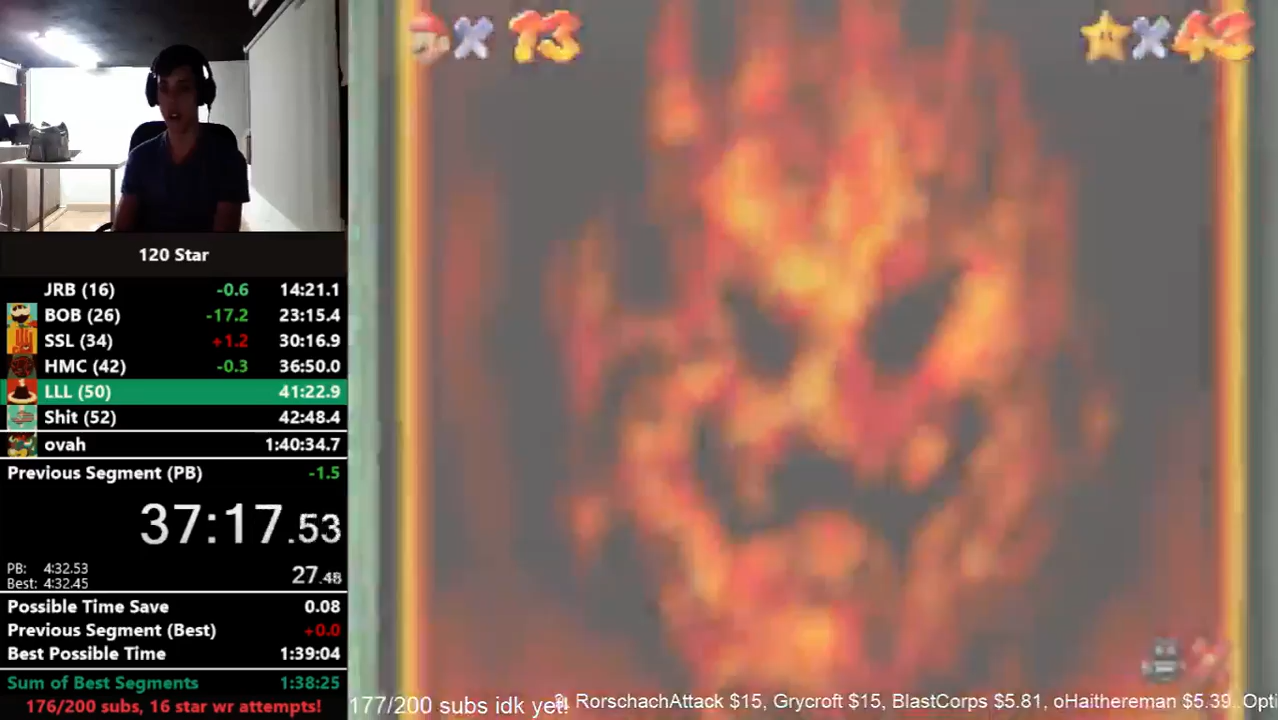 × 73
× 43
120 Star
JRB (16) -0.6 14:21.1
BOB (26) -17.2 23:15.4
SSL (34) +1.2 30:16.9
HMC (42) -0.3 36:50.0
LLL (50) 41:22.9
Shit (52) 42:48.4
ovah 1:40:34.7
Previous Segment (PB) -1.5
37:17.53
PB: 4:32.53
Best: 4:32.45
27.48
Possible Time Save 0.08
Previous Segment (Best) +0.0
Best Possible Time 1:39:04
Sum of Best Segments 1:38:25
176/200 subs, 16 star wr attempts!
177/200 subs idk yet!
RorschachAttack $15, Grycroft $15, BlastCorps $5.81, oHaithereman $5.39..Opti